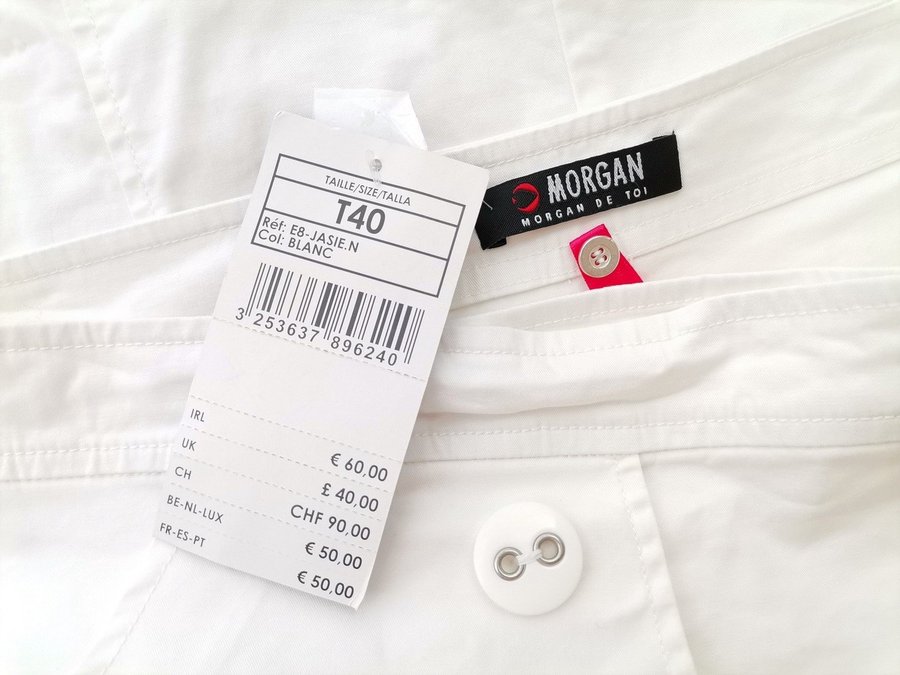 TAILLE/SIZE/TALLA
T40
Réf: E8-JASIE.N
Col: BLANC
3 253637 896240
IRL € 60,00
UK £ 40,00
CH CHF 90,00
BE-NL-LUX € 50,00
FR-ES-PT € 50,00
MORGAN
MORGAN DE TOI